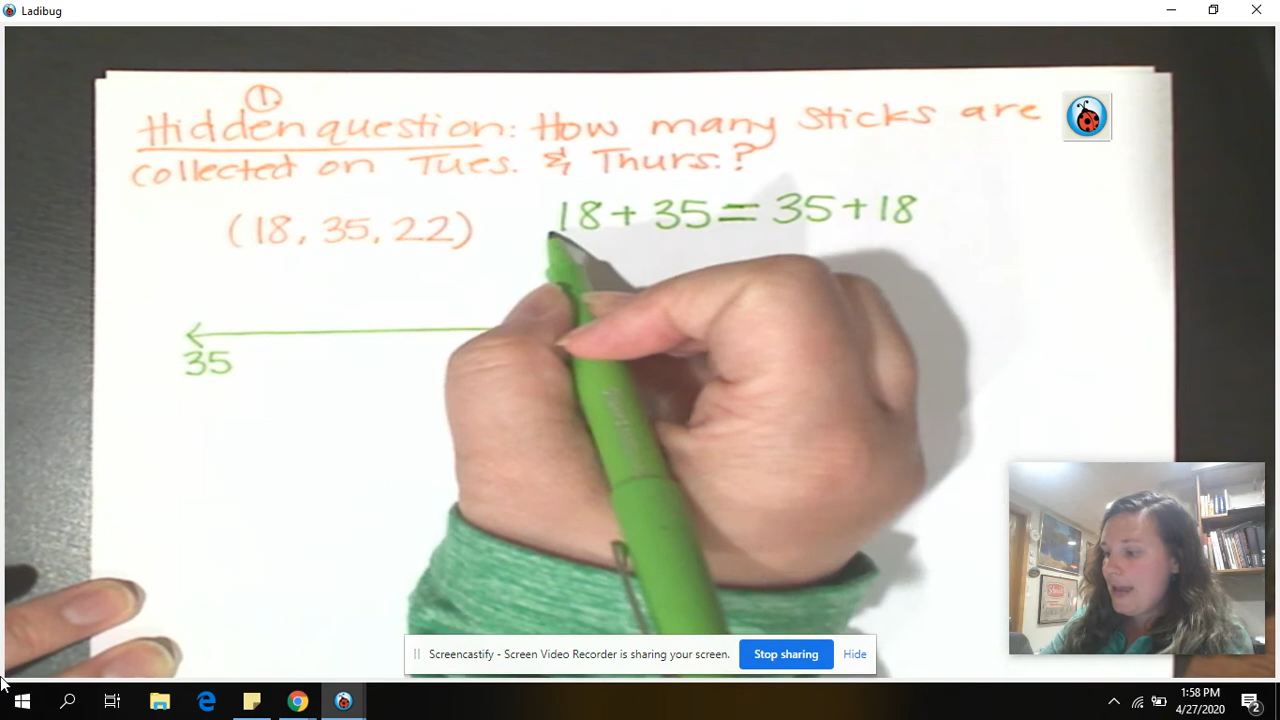 Ladibug
①
Hidden question: How many sticks are
collected on Tues. & Thurs.?
(18, 35, 22)
18+35=35+18
35
Screencastify - Screen Video Recorder is sharing your screen.
Stop sharing
Hide
1:58 PM
4/27/2020
2